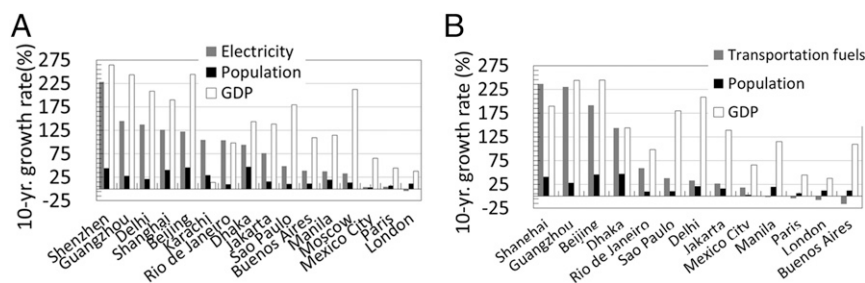 A
10-yr. growth rate(%)
275
225
175
125
75
25
-25
Electricity
Population
GDP
Shenzhen
Guangzhou
Delhi
Shanghai
Beijing
Karachi
Rio de Janeiro
Dhaka
Jakarta
Sao Paulo
Buenos Aires
Manila
Moscow
Mexico City
Paris
London
B
10-yr. growth rate (%)
275
225
175
125
75
25
-25
Transportation fuels
Population
GDP
Shanghai
Guangzhou
Beijing
Dhaka
Rio de Janeiro
Sao Paulo
Delhi
Jakarta
Mexico City
Manila
Paris
London
Buenos Aires